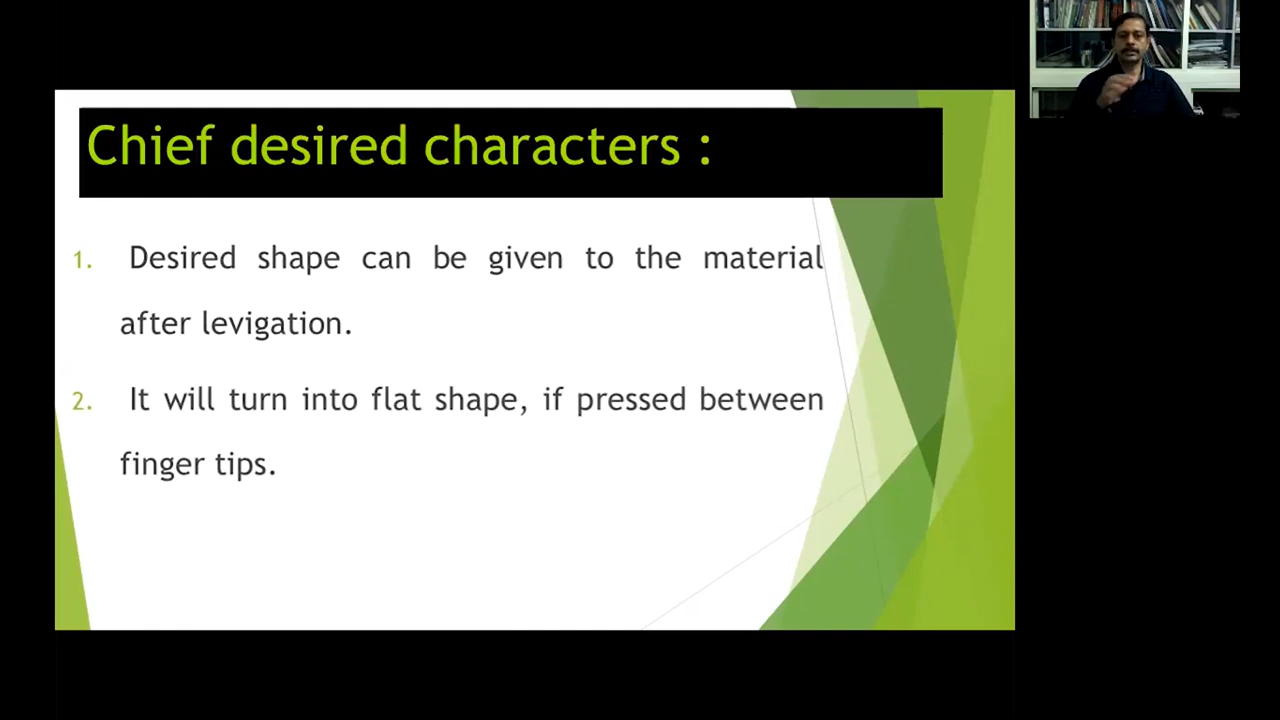 Chief desired characters :
1. Desired shape can be given to the material
after levigation.
2. It will turn into flat shape, if pressed between
finger tips.